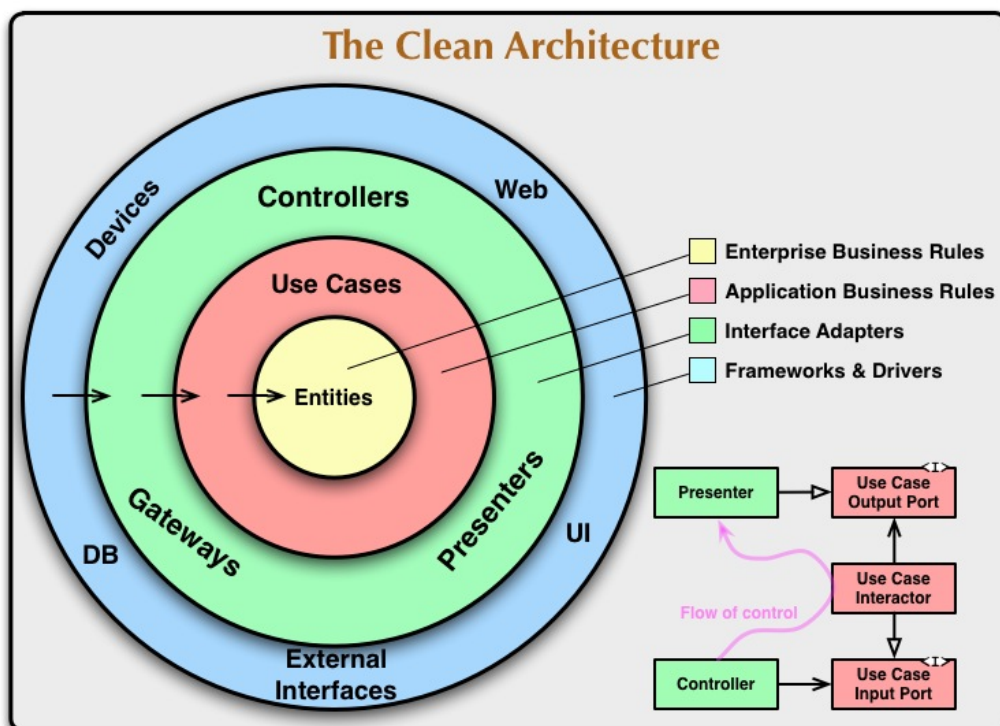 The Clean Architecture
Devices
Controllers
Web
Use Cases
Entities
Gateways
Presenters
DB
UI
External
Interfaces
Enterprise Business Rules
Application Business Rules
Interface Adapters
Frameworks & Drivers
Presenter
<I>
Use Case
Output Port
Use Case
Interactor
Flow of control
Controller
<I>
Use Case
Input Port